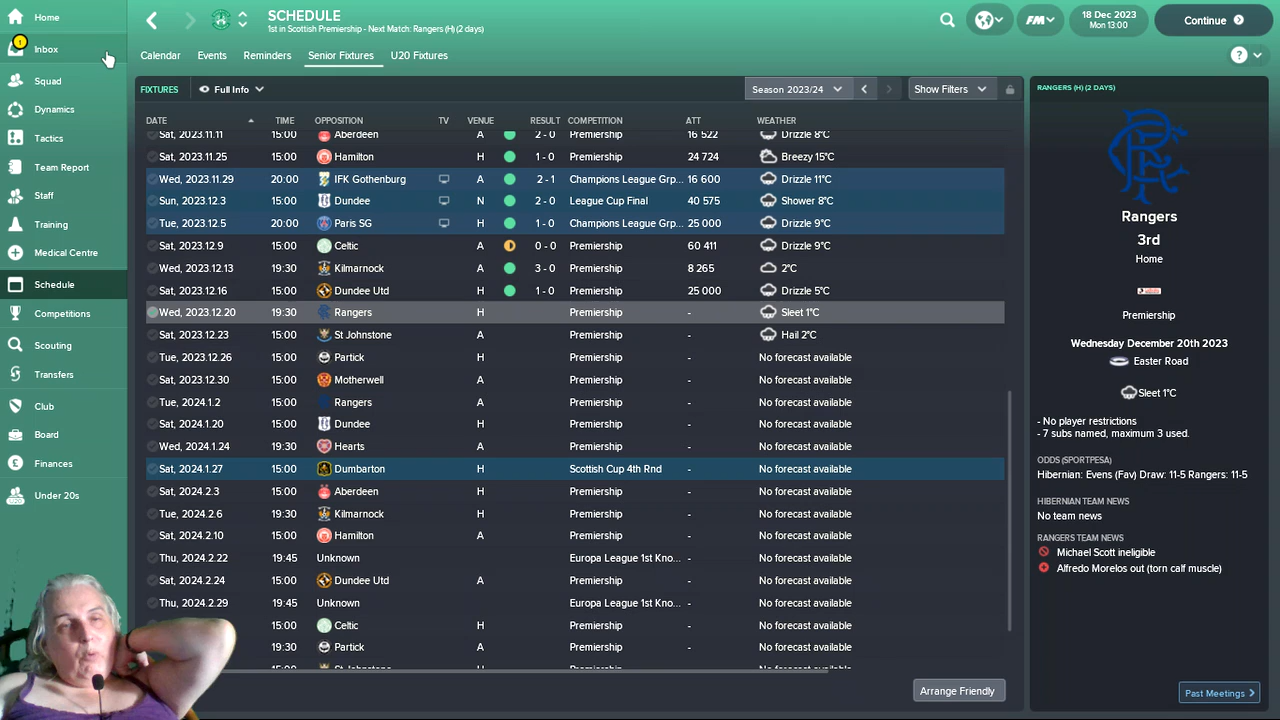 Home
Inbox
1
Squad
Dynamics
Tactics
Team Report
Staff
Training
Medical Centre
Schedule
Competitions
Scouting
Transfers
Club
Board
Finances
Under 20s
SCHEDULE
1st in Scottish Premiership - Next Match: Rangers (H) (2 days)
FM
18 Dec 2023
Mon 13:00
Continue
Calendar Events Reminders Senior Fixtures U20 Fixtures
?
FIXTURES Full Info Season 2023/24 Show Filters
DATE TIME OPPOSITION TV VENUE RESULT COMPETITION ATT WEATHER
Sat, 2023.11.11 15:00 Aberdeen A 2 - 0 Premiership 16 522 Drizzle 8°C
Sat, 2023.11.25 15:00 Hamilton H 1 - 0 Premiership 24 724 Breezy 15°C
Wed, 2023.11.29 20:00 IFK Gothenburg A 2 - 1 Champions League Grp... 16 600 Drizzle 11°C
Sun, 2023.12.3 15:00 Dundee N 2 - 0 League Cup Final 40 575 Shower 8°C
Tue, 2023.12.5 20:00 Paris SG H 1 - 0 Champions League Grp... 25 000 Drizzle 9°C
Sat, 2023.12.9 15:00 Celtic A 0 - 0 Premiership 60 411 Drizzle 9°C
Wed, 2023.12.13 19:30 Kilmarnock A 3 - 0 Premiership 8 265 2°C
Sat, 2023.12.16 15:00 Dundee Utd H 1 - 0 Premiership 25 000 Drizzle 5°C
Wed, 2023.12.20 19:30 Rangers H Premiership - Sleet 1°C
Sat, 2023.12.23 15:00 St Johnstone A Premiership - Hail 2°C
Tue, 2023.12.26 15:00 Partick H Premiership - No forecast available
Sat, 2023.12.30 15:00 Motherwell A Premiership - No forecast available
Tue, 2024.1.2 15:00 Rangers A Premiership - No forecast available
Sat, 2024.1.20 15:00 Dundee H Premiership - No forecast available
Wed, 2024.1.24 19:30 Hearts A Premiership - No forecast available
Sat, 2024.1.27 15:00 Dumbarton H Scottish Cup 4th Rnd - No forecast available
Sat, 2024.2.3 15:00 Aberdeen H Premiership - No forecast available
Tue, 2024.2.6 19:30 Kilmarnock H Premiership - No forecast available
Sat, 2024.2.10 15:00 Hamilton A Premiership - No forecast available
Thu, 2024.2.22 19:45 Unknown Europa League 1st Kno... - No forecast available
Sat, 2024.2.24 15:00 Dundee Utd A Premiership - No forecast available
Thu, 2024.2.29 19:45 Unknown Europa League 1st Kno... - No forecast available
15:00 Celtic H Premiership - No forecast available
19:30 Partick A Premiership - No forecast available
15:00 St Johnstone H Premiership - No forecast available
Arrange Friendly
RANGERS (H) (2 DAYS)
Rangers
3rd
Home
Premiership
Wednesday December 20th 2023
Easter Road
Sleet 1°C
- No player restrictions
- 7 subs named, maximum 3 used.
ODDS (SPORTPESA)
Hibernian: Evens (Fav) Draw: 11-5 Rangers: 11-5
HIBERNIAN TEAM NEWS
No team news
RANGERS TEAM NEWS
Michael Scott ineligible
Alfredo Morelos out (torn calf muscle)
Past Meetings